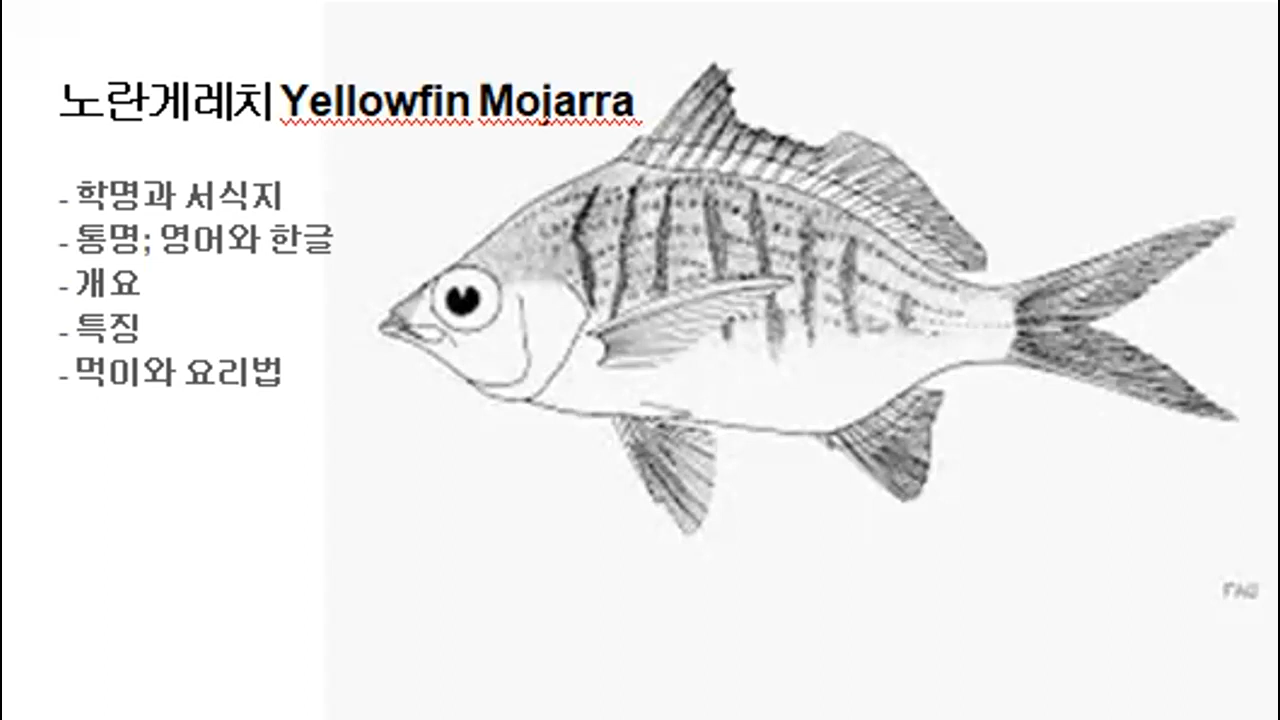 노란게레치 Yellowfin Mojarra
- 학명과 서식지
- 통명; 영어와 한글
- 개요
- 특징
- 먹이와 요리법
FAO